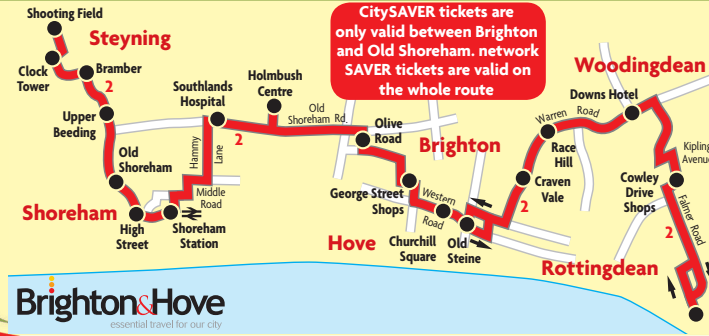 CitySAVER tickets are
only valid between Brighton
and Old Shoreham. network
SAVER tickets are valid on
the whole route
Shooting Field
Steyning
Clock
Tower
Bramber
2
Upper
Beeding
Southlands
Hospital
Holmbush
Centre
Old
Shoreham Rd.
2
Hammy
Lane
Middle
Road
Old
Shoreham
Shoreham
High
Street
Shoreham
Station
Olive
Road
Brighton
George Street
Shops
Western
Road
Hove
Churchill
Square
Old
Steine
2
Craven
Vale
Race
Hill
Warren Road
Downs Hotel
Woodingdean
Kipling
Avenue
Cowley
Drive
Shops
Falmer Road
2
Rottingdean
Brighton&Hove
essential travel for our city